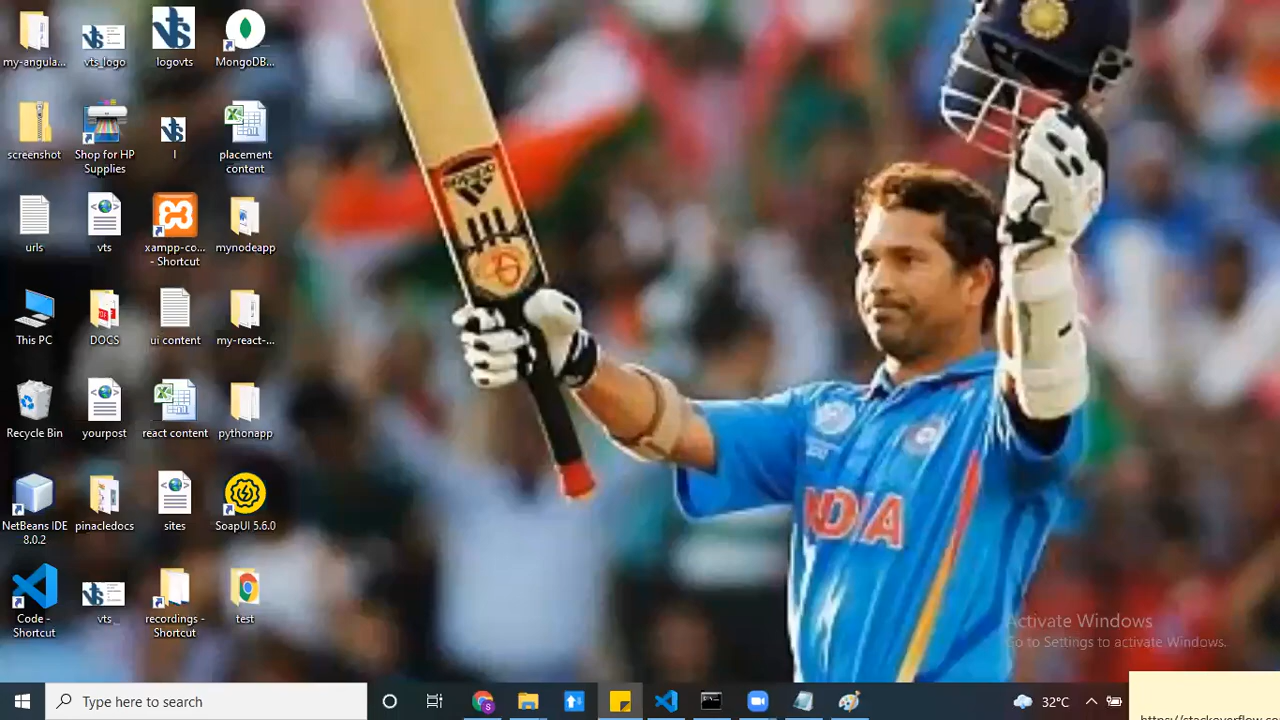 my-angula...
vts_logo
logovts
MongoDB...
screenshot
Shop for HP
Supplies
l
placement
content
urls
vts
xampp-co...
- Shortcut
mynodeapp
This PC
DOCS
ui content
my-react-...
Recycle Bin
yourpost
react content
pythonapp
NetBeans IDE
8.0.2
pinacledocs
sites
SoapUI 5.6.0
Code -
Shortcut
vts_
recordings -
Shortcut
test
INDIA
Activate Windows
Go to Settings to activate Windows.
Type here to search
32°C